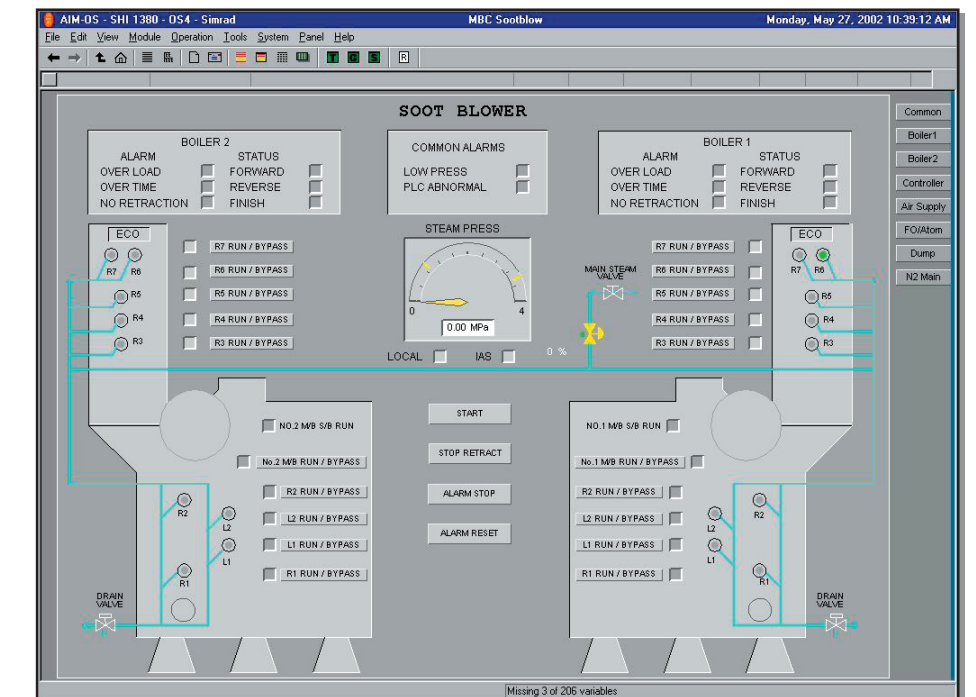 AIM-OS - SHI 1380 - OS4 - Simrad MBC Sootblow Monday, May 27, 2002 10:39:12 AM
File Edit View Module Operation Tools System Panel Help
T G S R
SOOT BLOWER
BOILER 2
ALARM STATUS
OVER LOAD FORWARD
OVER TIME REVERSE
NO RETRACTION FINISH
COMMON ALARMS
LOW PRESS
PLC ABNORMAL
BOILER 1
ALARM STATUS
OVER LOAD FORWARD
OVER TIME REVERSE
NO RETRACTION FINISH
Common
Boiler1
Boiler2
Controller
Air Supply
FO/Atom
Dump
N2 Main
ECO
R7 R6
R5
R4
R3
R7 RUN / BYPASS
R6 RUN / BYPASS
R5 RUN / BYPASS
R4 RUN / BYPASS
R3 RUN / BYPASS
STEAM PRESS
0 4
0.00 MPa
LOCAL IAS 0 %
MAIN STEAM
VALVE
R7 RUN / BYPASS
R6 RUN / BYPASS
R5 RUN / BYPASS
R4 RUN / BYPASS
R3 RUN / BYPASS
ECO
R7 R6
R5
R4
R3
NO.2 M/B S/B RUN
No.2 M/B RUN / BYPASS
R2 RUN / BYPASS
L2 RUN / BYPASS
L1 RUN / BYPASS
R1 RUN / BYPASS
R2
L2
L1
R1
DRAIN
VALVE
START
STOP RETRACT
ALARM STOP
ALARM RESET
NO.1 M/B S/B RUN
No.1 M/B RUN / BYPASS
R2 RUN / BYPASS
L2 RUN / BYPASS
L1 RUN / BYPASS
R1 RUN / BYPASS
L2
R2
L1
R1
DRAIN
VALVE
Missing 3 of 206 variables